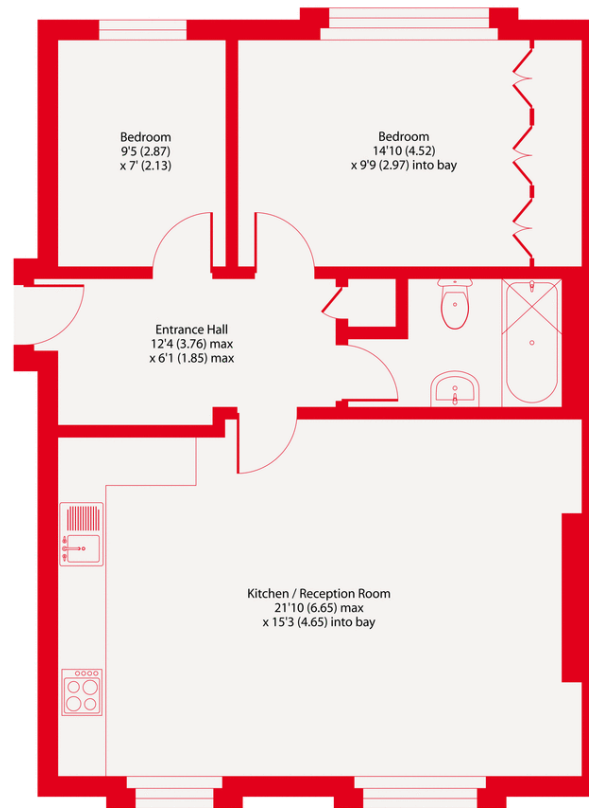 Bedroom
9'5 (2.87)
x 7' (2.13)
Bedroom
14'10 (4.52)
x 9'9 (2.97) into bay
Entrance Hall
12'4 (3.76) max
x 6'1 (1.85) max
Kitchen / Reception Room
21'10 (6.65) max
x 15'3 (4.65) into bay